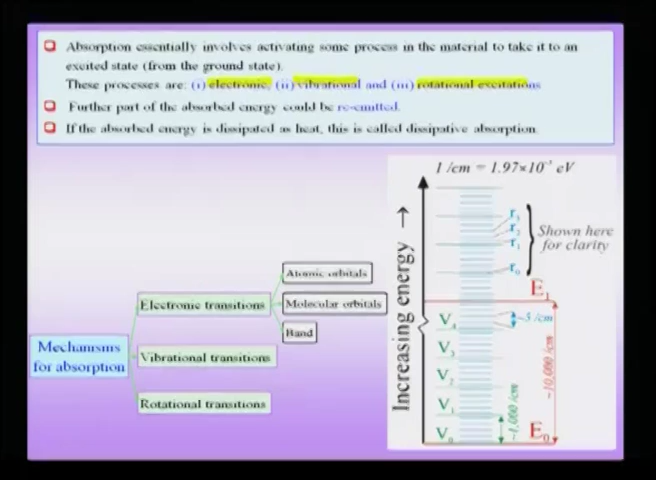 Absorption essentially involves activating some process in the material to take it to an
excited state (from the ground state).
These processes are: (i) electronic, (ii) vibrational and (iii) rotational excitations
Further part of the absorbed energy could be re-emitted.
If the absorbed energy is dissipated as heat, this is called dissipative absorption.
Mechanisms
for absorption
Electronic transitions
Atomic orbitals
Molecular orbitals
Band
Vibrational transitions
Rotational transitions
1 /cm = 1.97×10⁻³ eV
Increasing energy →
r₃
r₂
r₁
r₀
Shown here
for clarity
E₁
V₄
~5 /cm
V₃
V₂
V₁
V₀
~1,000 /cm
~10,000 /cm
E₀